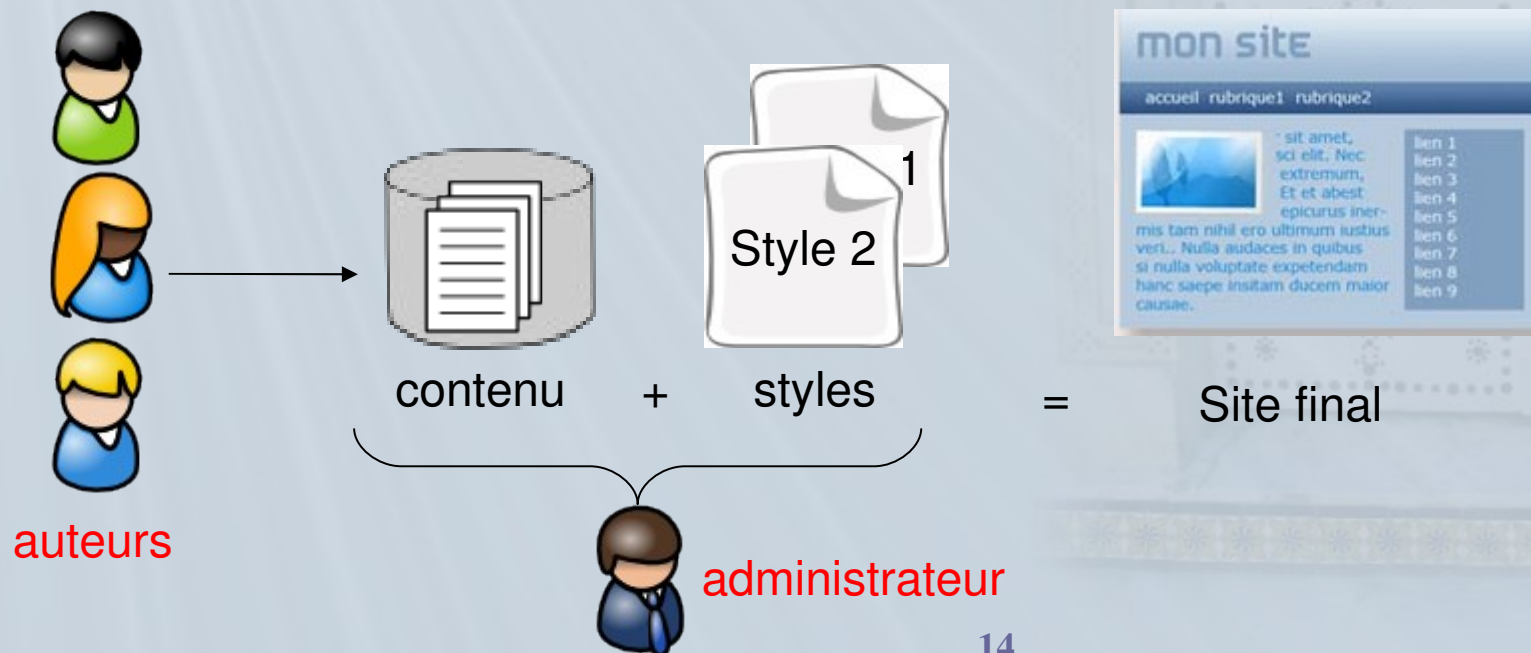 mon site
accueil rubrique1 rubrique2
sit amet,
sci elit. Nec
extremum,
Et et abest
epicurus iner-
mis tam nihil ero ultimum iustius
veri.. Nulla audaces in quibus
si nulla voluptate expetendam
hanc saepe insitam ducem maior
causae.
lien 1
lien 2
lien 3
lien 4
lien 5
lien 6
lien 7
lien 8
lien 9
1
Style 2
contenu + styles = Site final
auteurs
administrateur
14